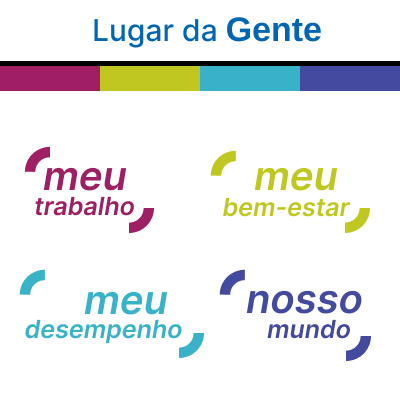 Lugar da Gente
meu
trabalho
meu
bem-estar
meu
desempenho
nosso
mundo